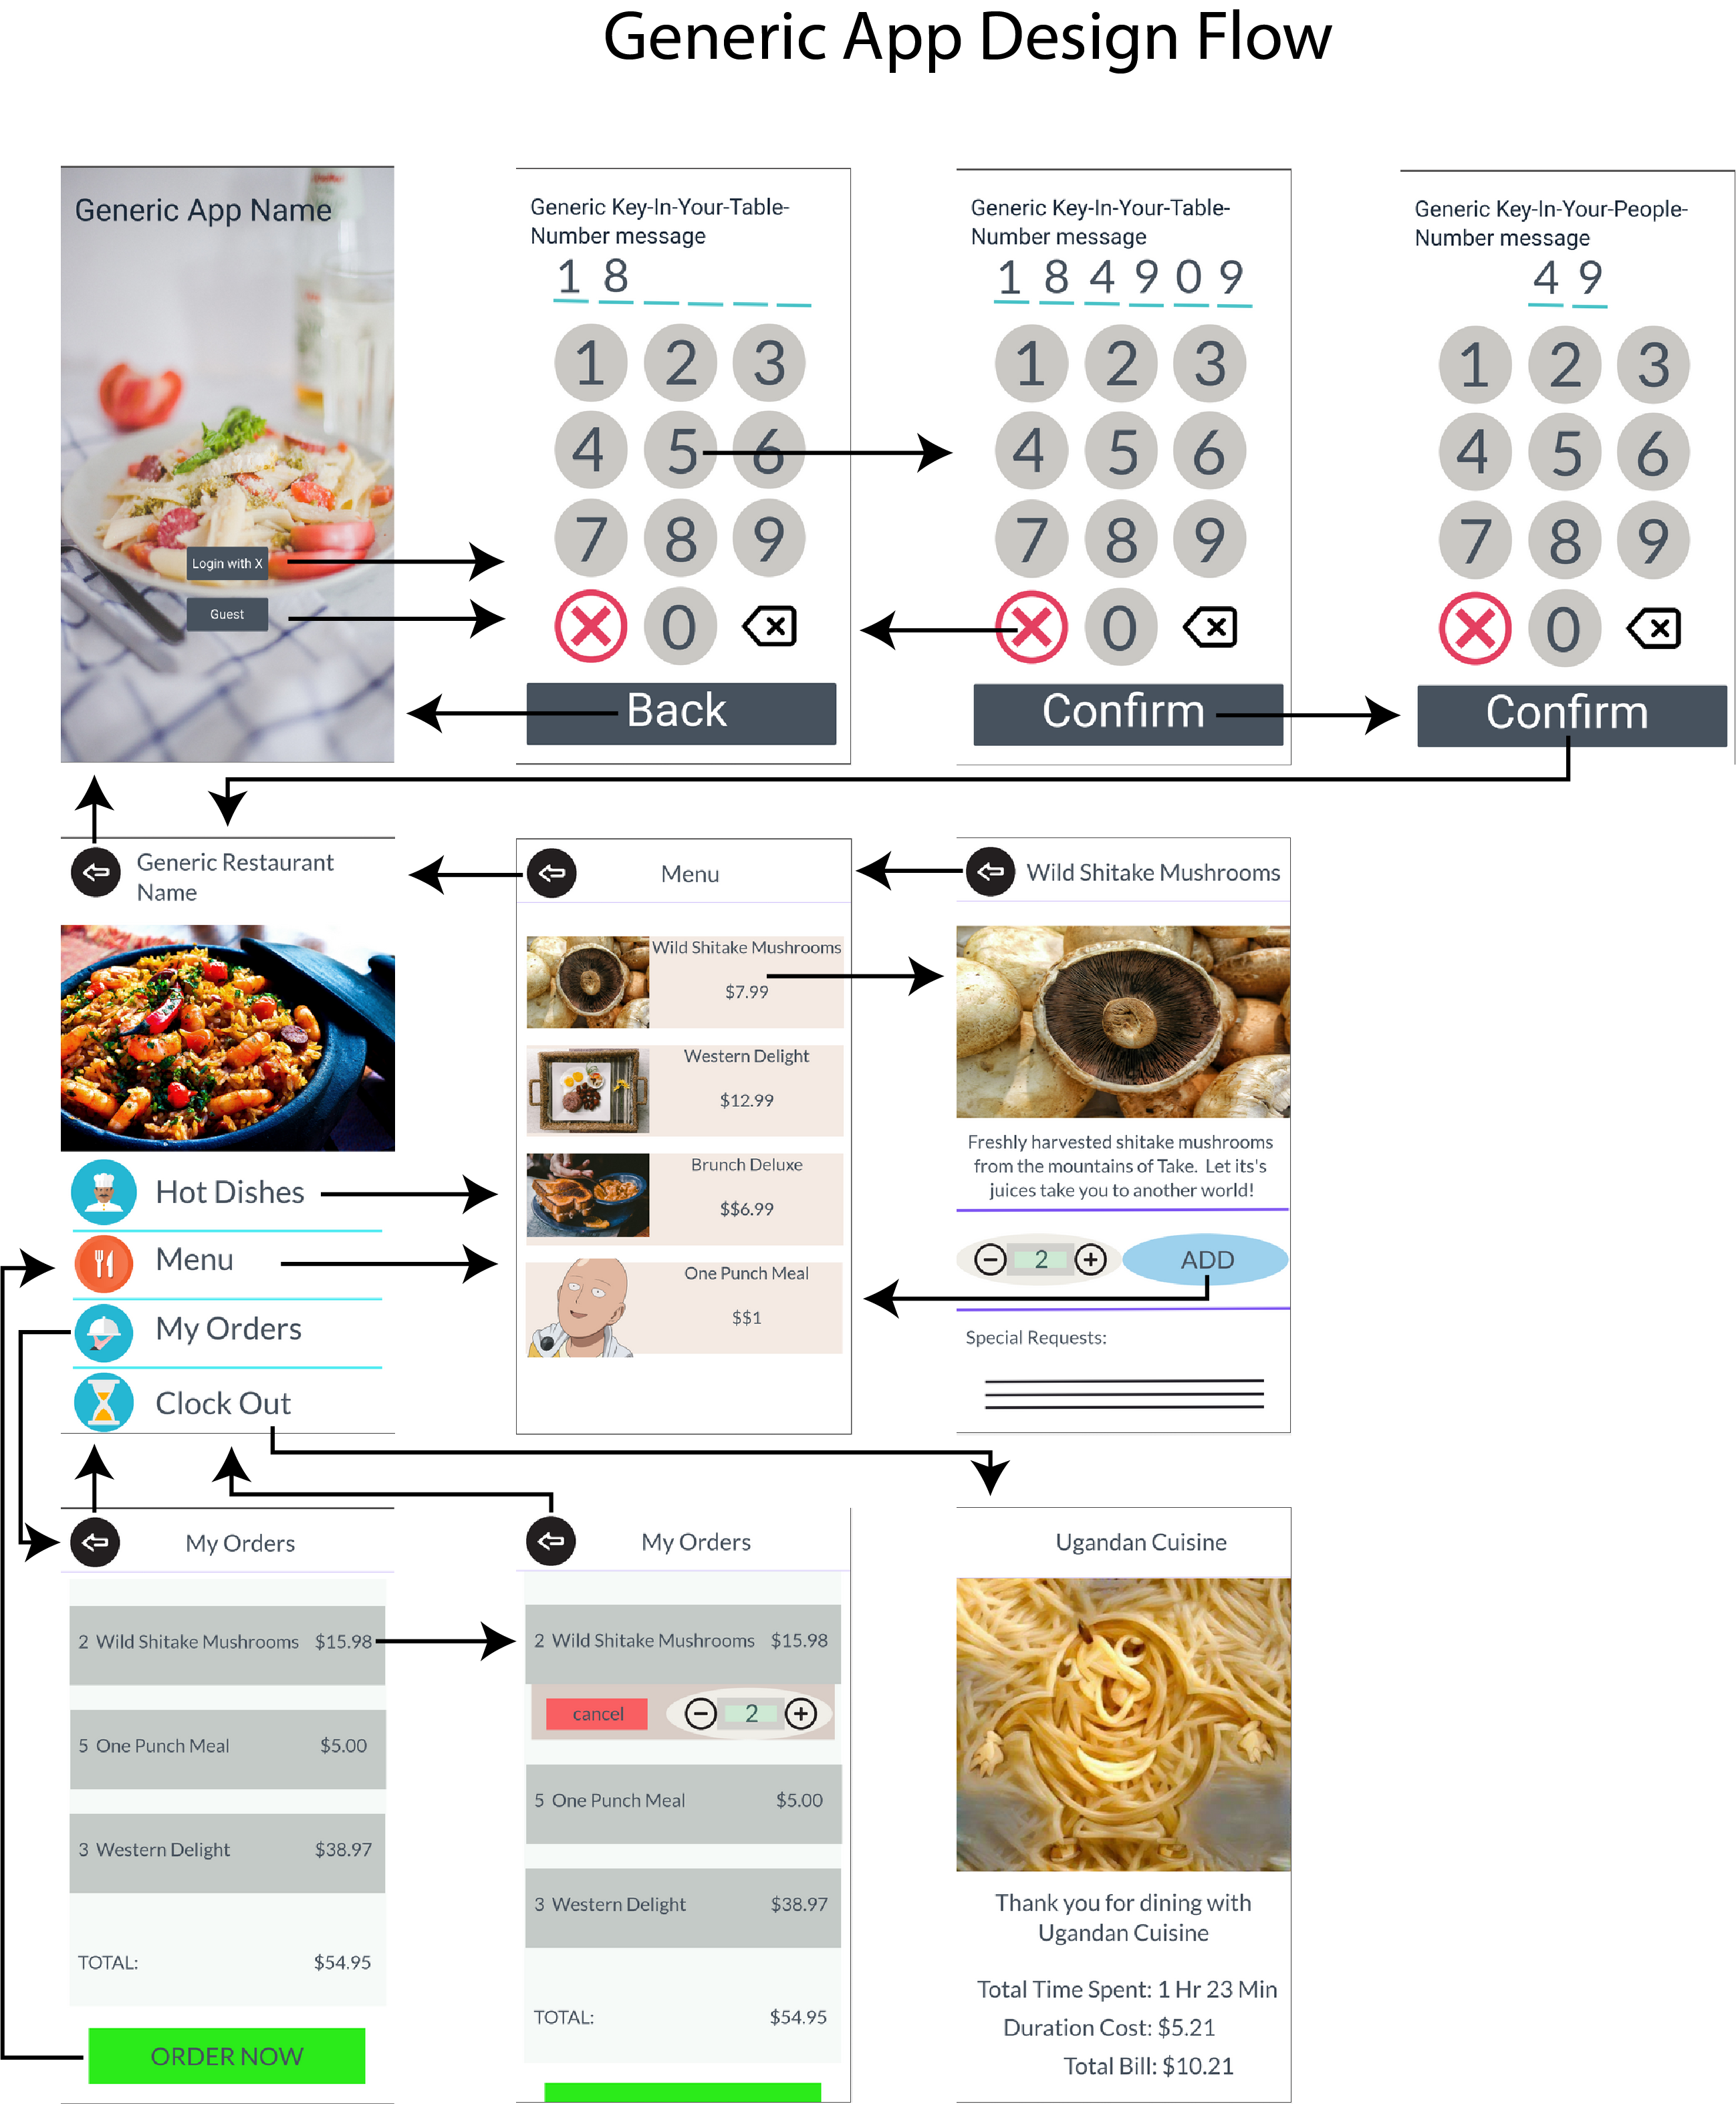 Generic App Design Flow
Generic App Name
Login with X
Guest
Generic Key-In-Your-Table-
Number message
1 8
1 2 3
4 5 6
7 8 9
0
Back
Generic Key-In-Your-Table-
Number message
1 8 4 9 0 9
1 2 3
4 5 6
7 8 9
0
Confirm
Generic Key-In-Your-People-
Number message
4 9
1 2 3
4 5 6
7 8 9
0
Confirm
Generic Restaurant
Name
Hot Dishes
Menu
My Orders
Clock Out
Menu
Wild Shitake Mushrooms
$7.99
Western Delight
$12.99
Brunch Deluxe
$$6.99
One Punch Meal
$$1
Wild Shitake Mushrooms
Freshly harvested shitake mushrooms
from the mountains of Take. Let its's
juices take you to another world!
2
ADD
Special Requests:
My Orders
2 Wild Shitake Mushrooms $15.98
5 One Punch Meal $5.00
3 Western Delight $38.97
TOTAL: $54.95
ORDER NOW
My Orders
2 Wild Shitake Mushrooms $15.98
cancel 2
5 One Punch Meal $5.00
3 Western Delight $38.97
TOTAL: $54.95
Ugandan Cuisine
Thank you for dining with
Ugandan Cuisine
Total Time Spent: 1 Hr 23 Min
Duration Cost: $5.21
Total Bill: $10.21